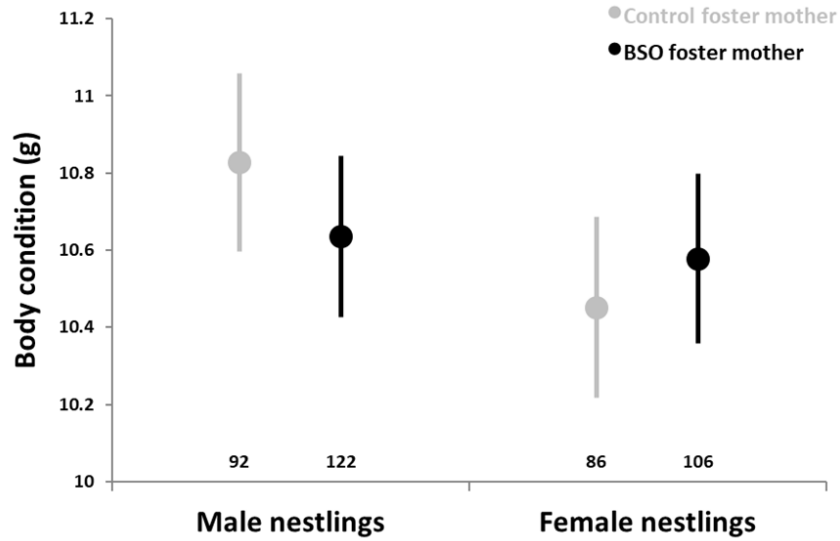 Control foster mother
BSO foster mother
Body condition (g)
11.2
11
10.8
10.6
10.4
10.2
10
92
122
86
106
Male nestlings
Female nestlings